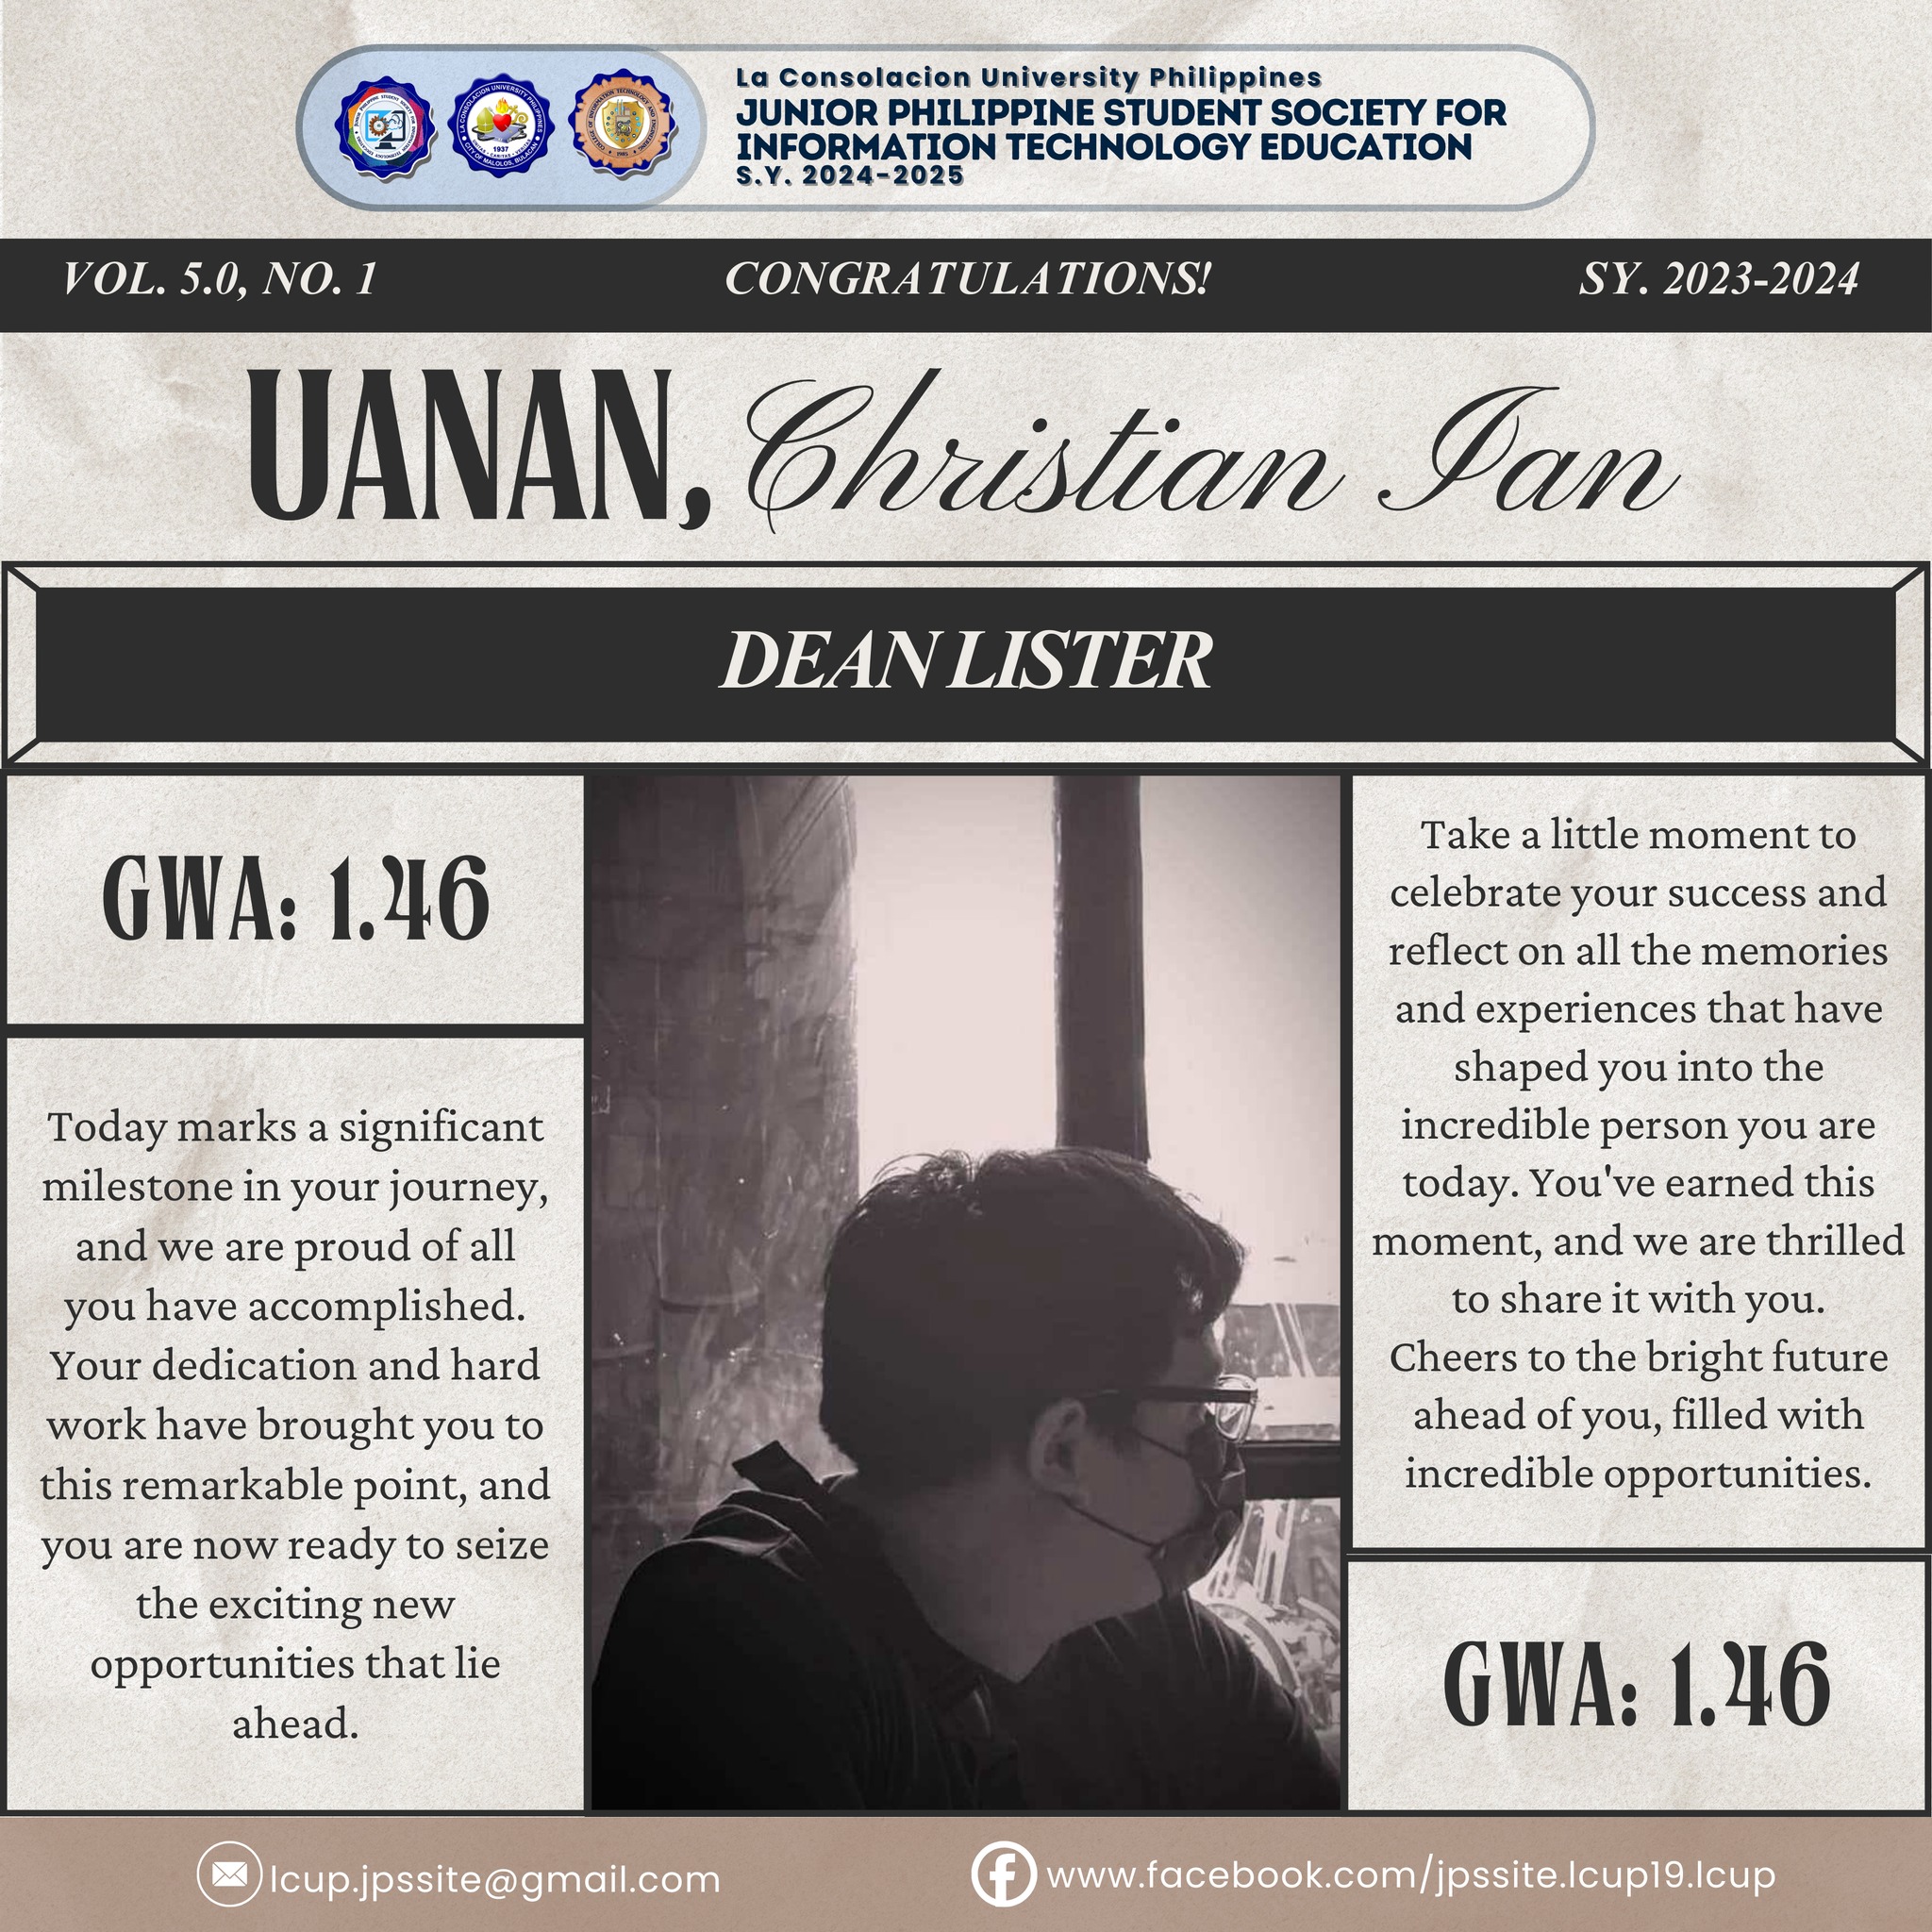 La Consolacion University Philippines
JUNIOR PHILIPPINE STUDENT SOCIETY FOR
INFORMATION TECHNOLOGY EDUCATION
S.Y. 2024-2025
VOL. 5.0, NO. 1
CONGRATULATIONS!
SY. 2023-2024
UANAN, Christian Ian
DEAN LISTER
GWA: 1.46
Today marks a significant
milestone in your journey,
and we are proud of all
you have accomplished.
Your dedication and hard
work have brought you to
this remarkable point, and
you are now ready to seize
the exciting new
opportunities that lie
ahead.
Take a little moment to
celebrate your success and
reflect on all the memories
and experiences that have
shaped you into the
incredible person you are
today. You've earned this
moment, and we are thrilled
to share it with you.
Cheers to the bright future
ahead of you, filled with
incredible opportunities.
GWA: 1.46
lcup.jpssite@gmail.com
www.facebook.com/jpssite.lcup19.lcup